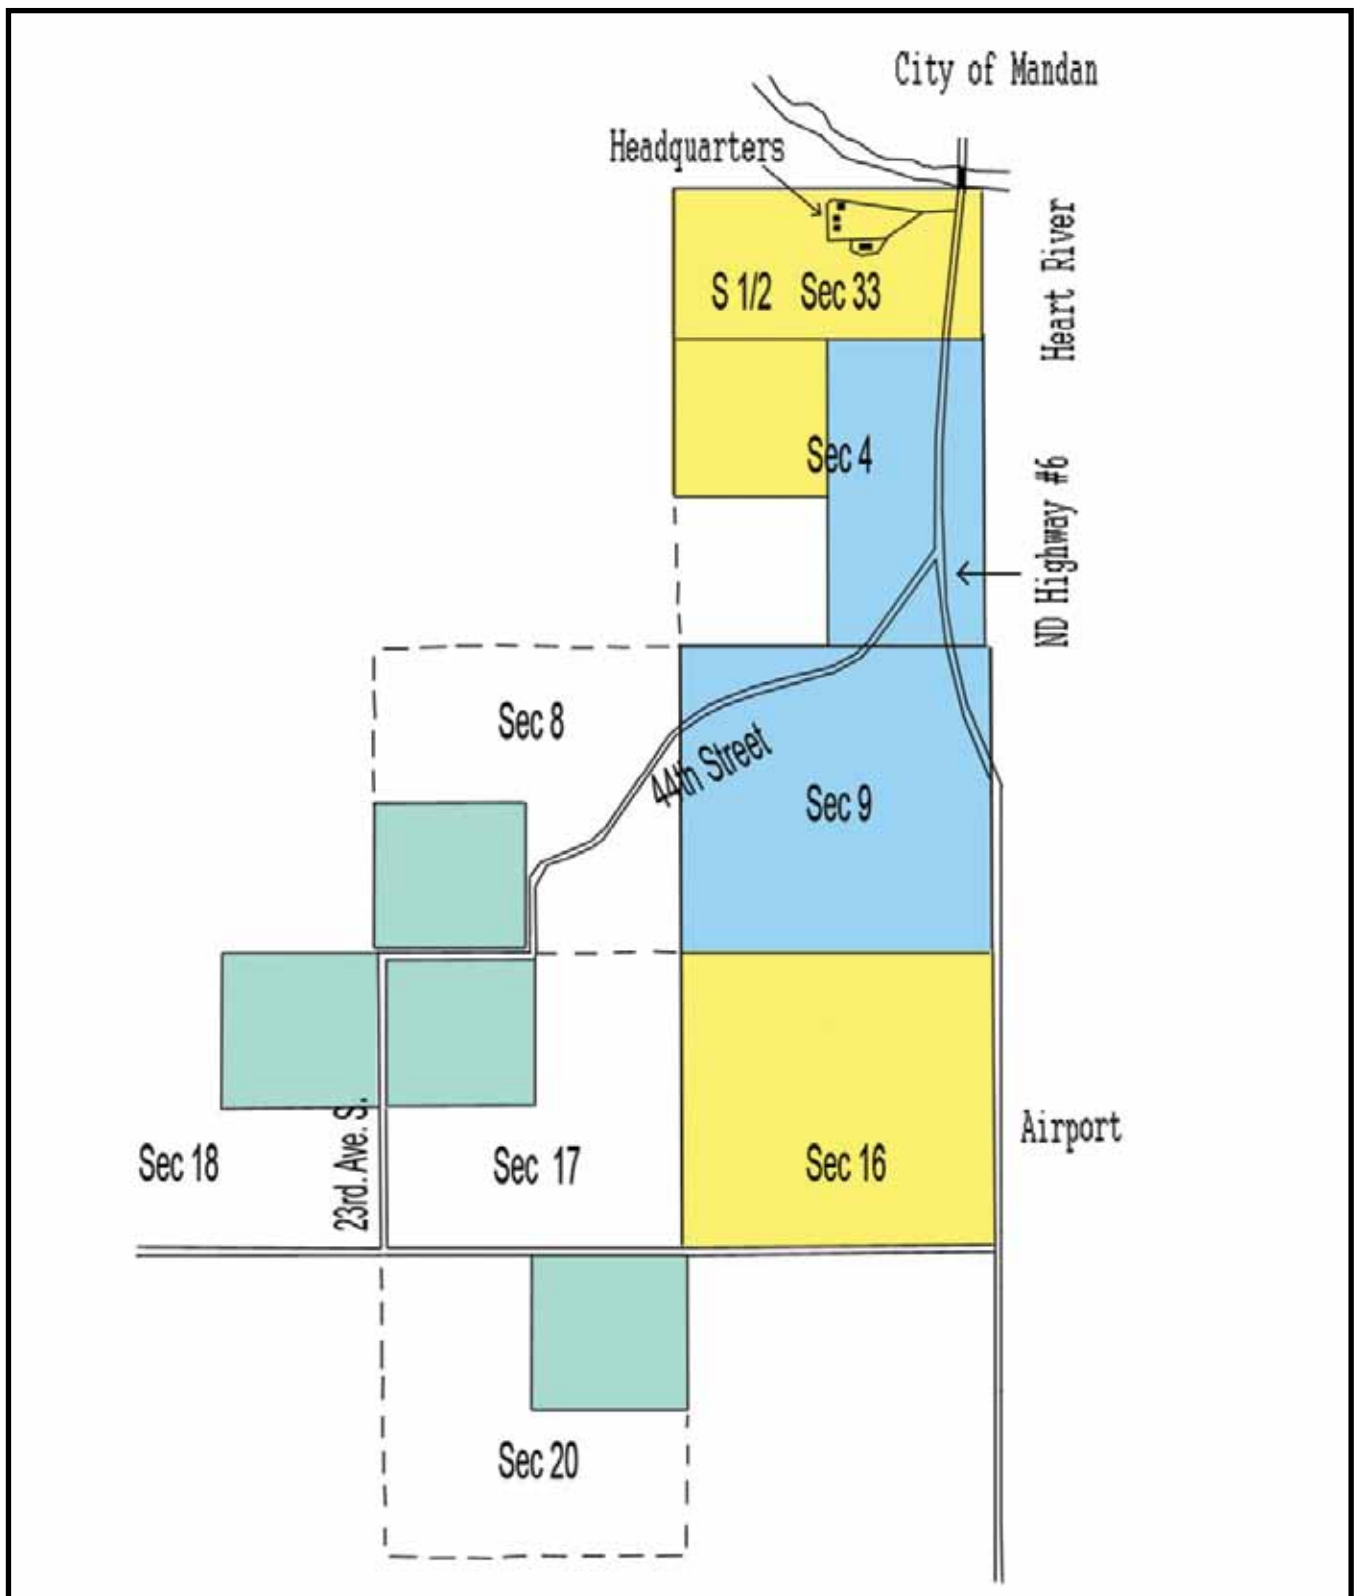 City of Mandan
Headquarters
Heart River
S 1/2 Sec 33
Sec 4
ND Highway #6
Sec 8
44th Street
Sec 9
23rd.Ave. S.
Airport
Sec 18
Sec 17
Sec 16
Sec 20